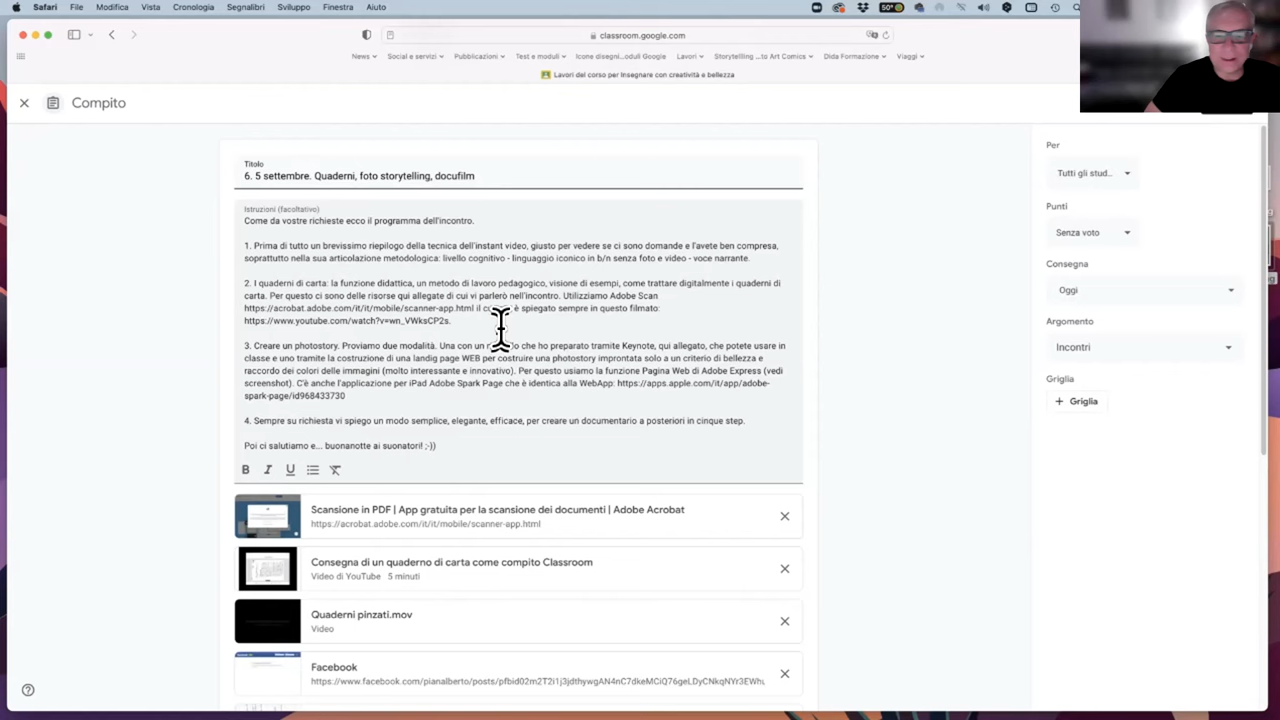 Safari File Modifica Vista Cronologia Segnalibri Sviluppo Finestra Aiuto 50°
classroom.google.com
News Social e servizi Pubblicazioni Test e moduli Icone disegni...oduli Google Lavori Storytelling ...to Art Comics Dida Formazione Viaggi
Lavori del corso per Insegnare con creatività e bellezza
Compito
Titolo
6. 5 settembre. Quaderni, foto storytelling, docufilm
Istruzioni (facoltativo)
Come da vostre richieste ecco il programma dell'incontro.
1. Prima di tutto un brevissimo riepilogo della tecnica dell'instant video, giusto per vedere se ci sono domande e l'avete ben compresa,
soprattutto nella sua articolazione metodologica: livello cognitivo - linguaggio iconico in b/n senza foto e video - voce narrante.
2. I quaderni di carta: la funzione didattica, un metodo di lavoro pedagogico, visione di esempi, come trattare digitalmente i quaderni di
carta. Per questo ci sono delle risorse qui allegate di cui vi parlerò nell'incontro. Utilizziamo Adobe Scan
https://acrobat.adobe.com/it/it/mobile/scanner-app.html il è spiegato sempre in questo filmato:
https://www.youtube.com/watch?v=wn_VWksCP2s.
3. Creare un photostory. Proviamo due modalità. Una con un che ho preparato tramite Keynote, qui allegato, che potete usare in
classe e uno tramite la costruzione di una landig page WEB per costruire una photostory improntata solo a un criterio di bellezza e
raccordo dei colori delle immagini (molto interessante e innovativo). Per questo usiamo la funzione Pagina Web di Adobe Express (vedi
screenshot). C'è anche l'applicazione per iPad Adobe Spark Page che è identica alla WebApp: https://apps.apple.com/it/app/adobe-
spark-page/id968433730
4. Sempre su richiesta vi spiego un modo semplice, elegante, efficace, per creare un documentario a posteriori in cinque step.
Poi ci salutiamo e... buonanotte ai suonatori! ;-))
B I U
Scansione in PDF | App gratuita per la scansione dei documenti | Adobe Acrobat
https://acrobat.adobe.com/it/it/mobile/scanner-app.html
Consegna di un quaderno di carta come compito Classroom
Video di YouTube 5 minuti
Quaderni pinzati.mov
Video
Facebook
https://www.facebook.com/pianalberto/posts/
Per
Tutti gli stud...
Punti
Senza voto
Consegna
Oggi
Argomento
Incontri
Griglia
+ Griglia